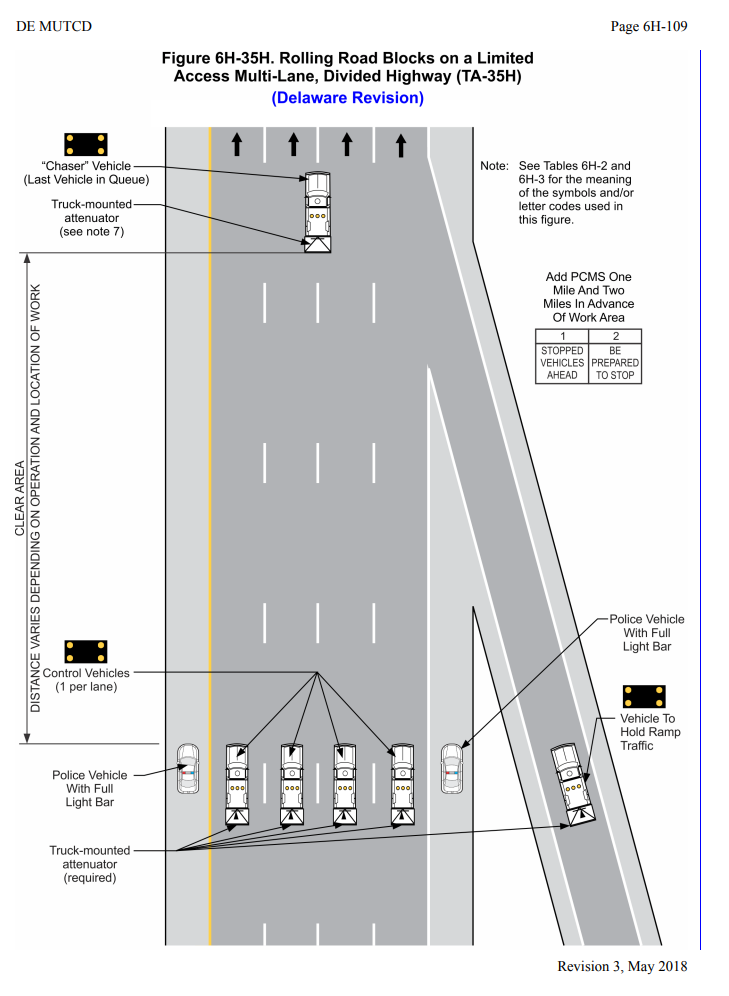 DE MUTCD
Page 6H-109
Figure 6H-35H. Rolling Road Blocks on a Limited
Access Multi-Lane, Divided Highway (TA-35H)
(Delaware Revision)
“Chaser” Vehicle
(Last Vehicle in Queue)
Truck-mounted
attenuator
(see note 7)
Note: See Tables 6H-2 and
6H-3 for the meaning
of the symbols and/or
letter codes used in
this figure.
Add PCMS One
Mile And Two
Miles In Advance
Of Work Area
1 2
STOPPED BE
VEHICLES PREPARED
AHEAD TO STOP
CLEAR AREA
DISTANCE VARIES DEPENDING ON OPERATION AND LOCATION OF WORK
Control Vehicles
(1 per lane)
Police Vehicle
With Full
Light Bar
Vehicle To
Hold Ramp
Traffic
Police Vehicle
With Full
Light Bar
Truck-mounted
attenuator
(required)
Revision 3, May 2018